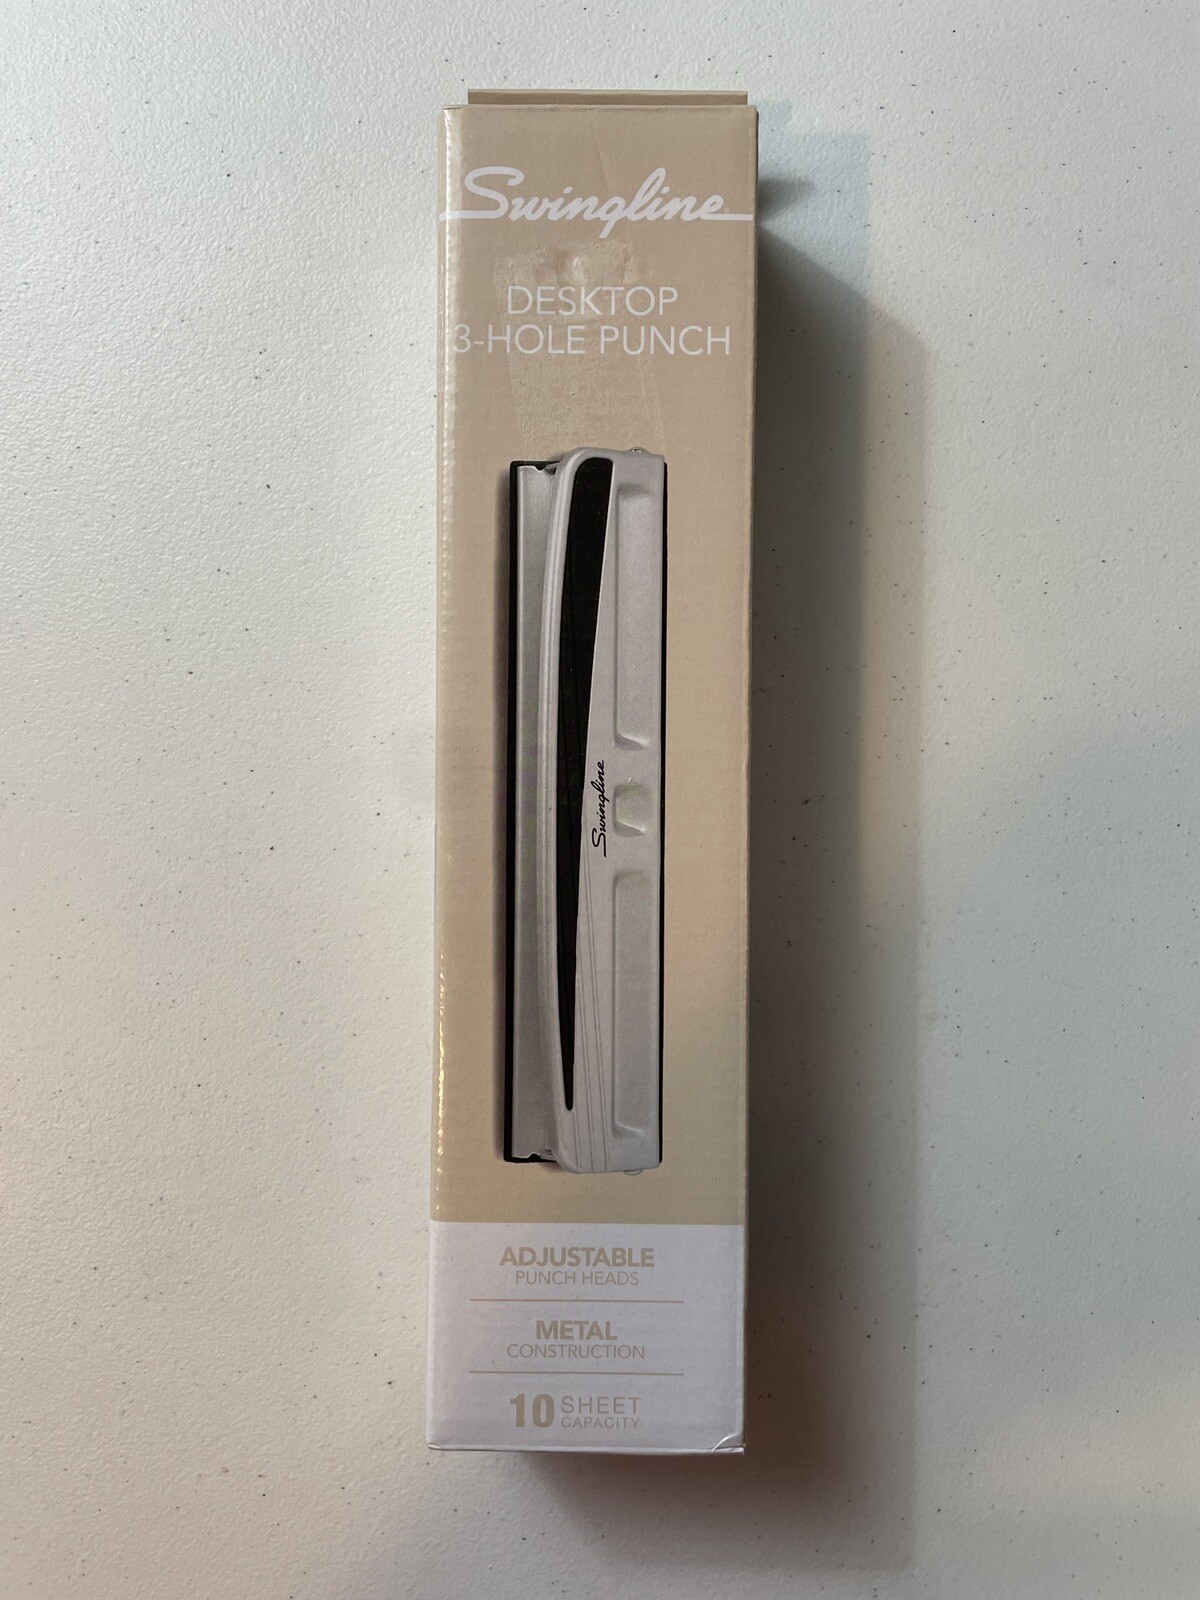 Swingline
DESKTOP
3-HOLE PUNCH
Swingline
ADJUSTABLE
PUNCH HEADS
METAL
CONSTRUCTION
10 SHEET
CAPACITY